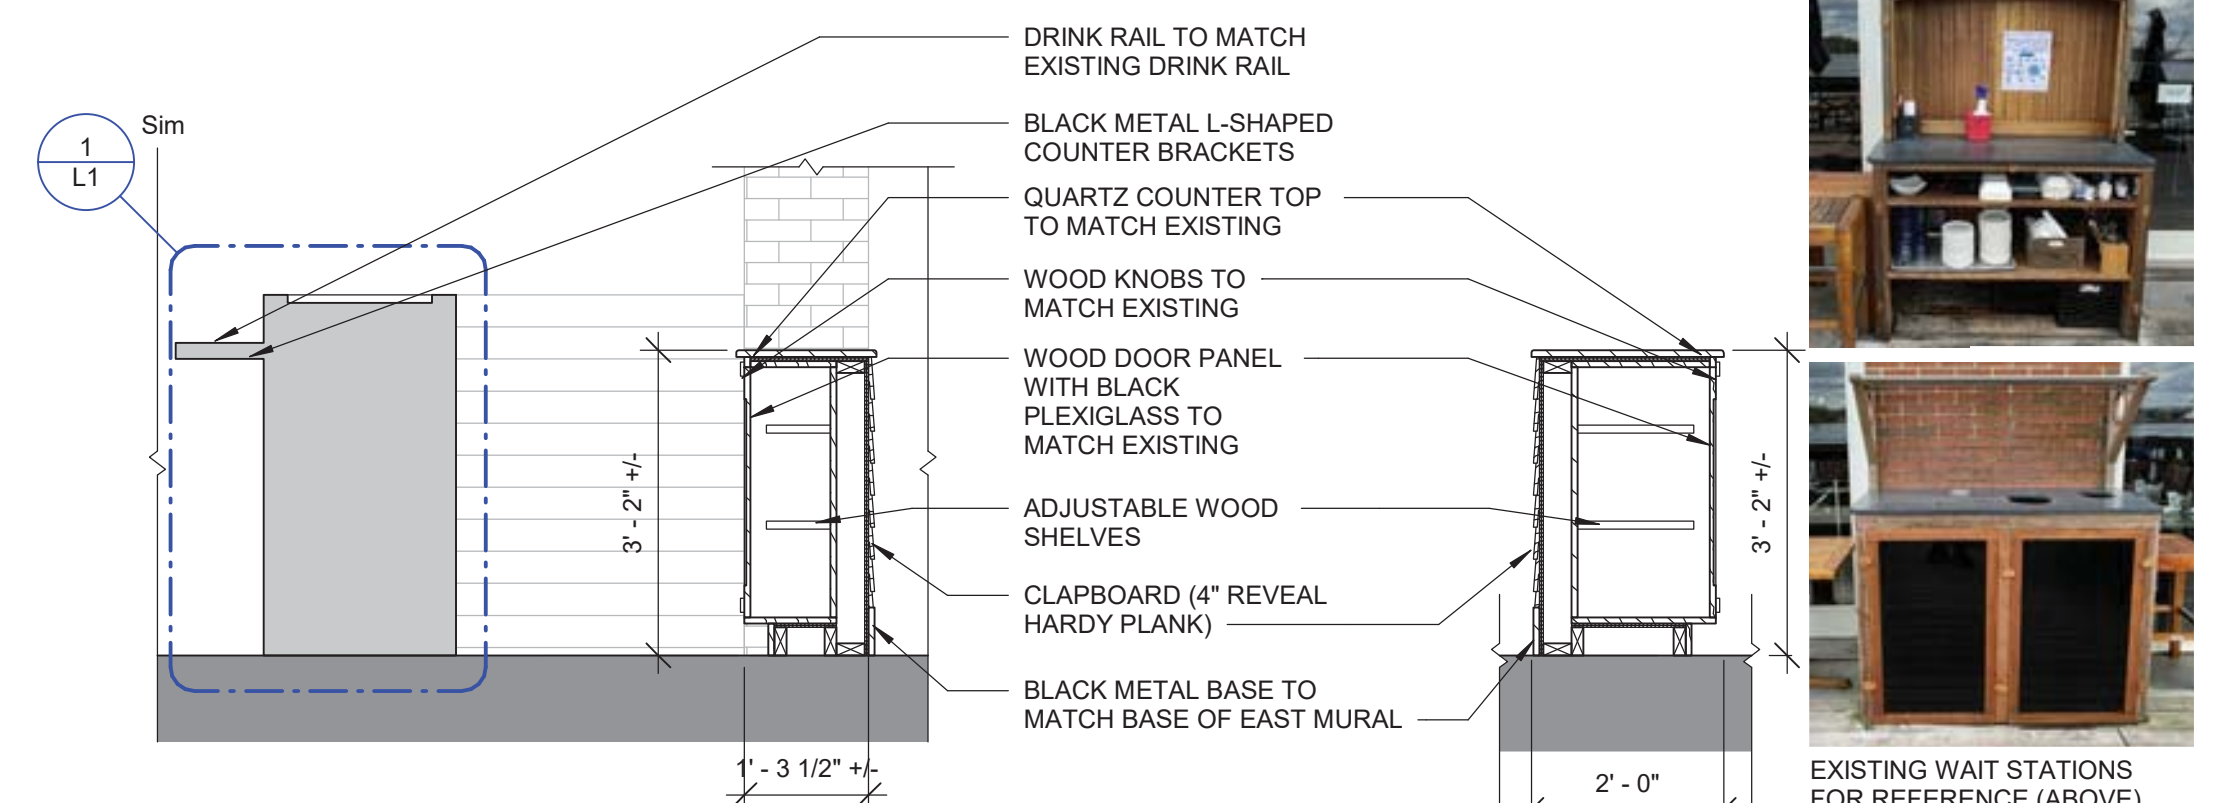 DRINK RAIL TO MATCH
EXISTING DRINK RAIL
1
L1
Sim
BLACK METAL L-SHAPED
COUNTER BRACKETS
QUARTZ COUNTER TOP
TO MATCH EXISTING
WOOD KNOBS TO
MATCH EXISTING
WOOD DOOR PANEL
WITH BLACK
PLEXIGLASS TO
MATCH EXISTING
3' - 2" +/-
3' - 2" +/-
ADJUSTABLE WOOD
SHELVES
CLAPBOARD (4" REVEAL
HARDY PLANK)
BLACK METAL BASE TO
MATCH BASE OF EAST MURAL
1' - 3 1/2" +/-
2' - 0"
EXISTING WAIT STATIONS
FOR REFERENCE (ABOVE)